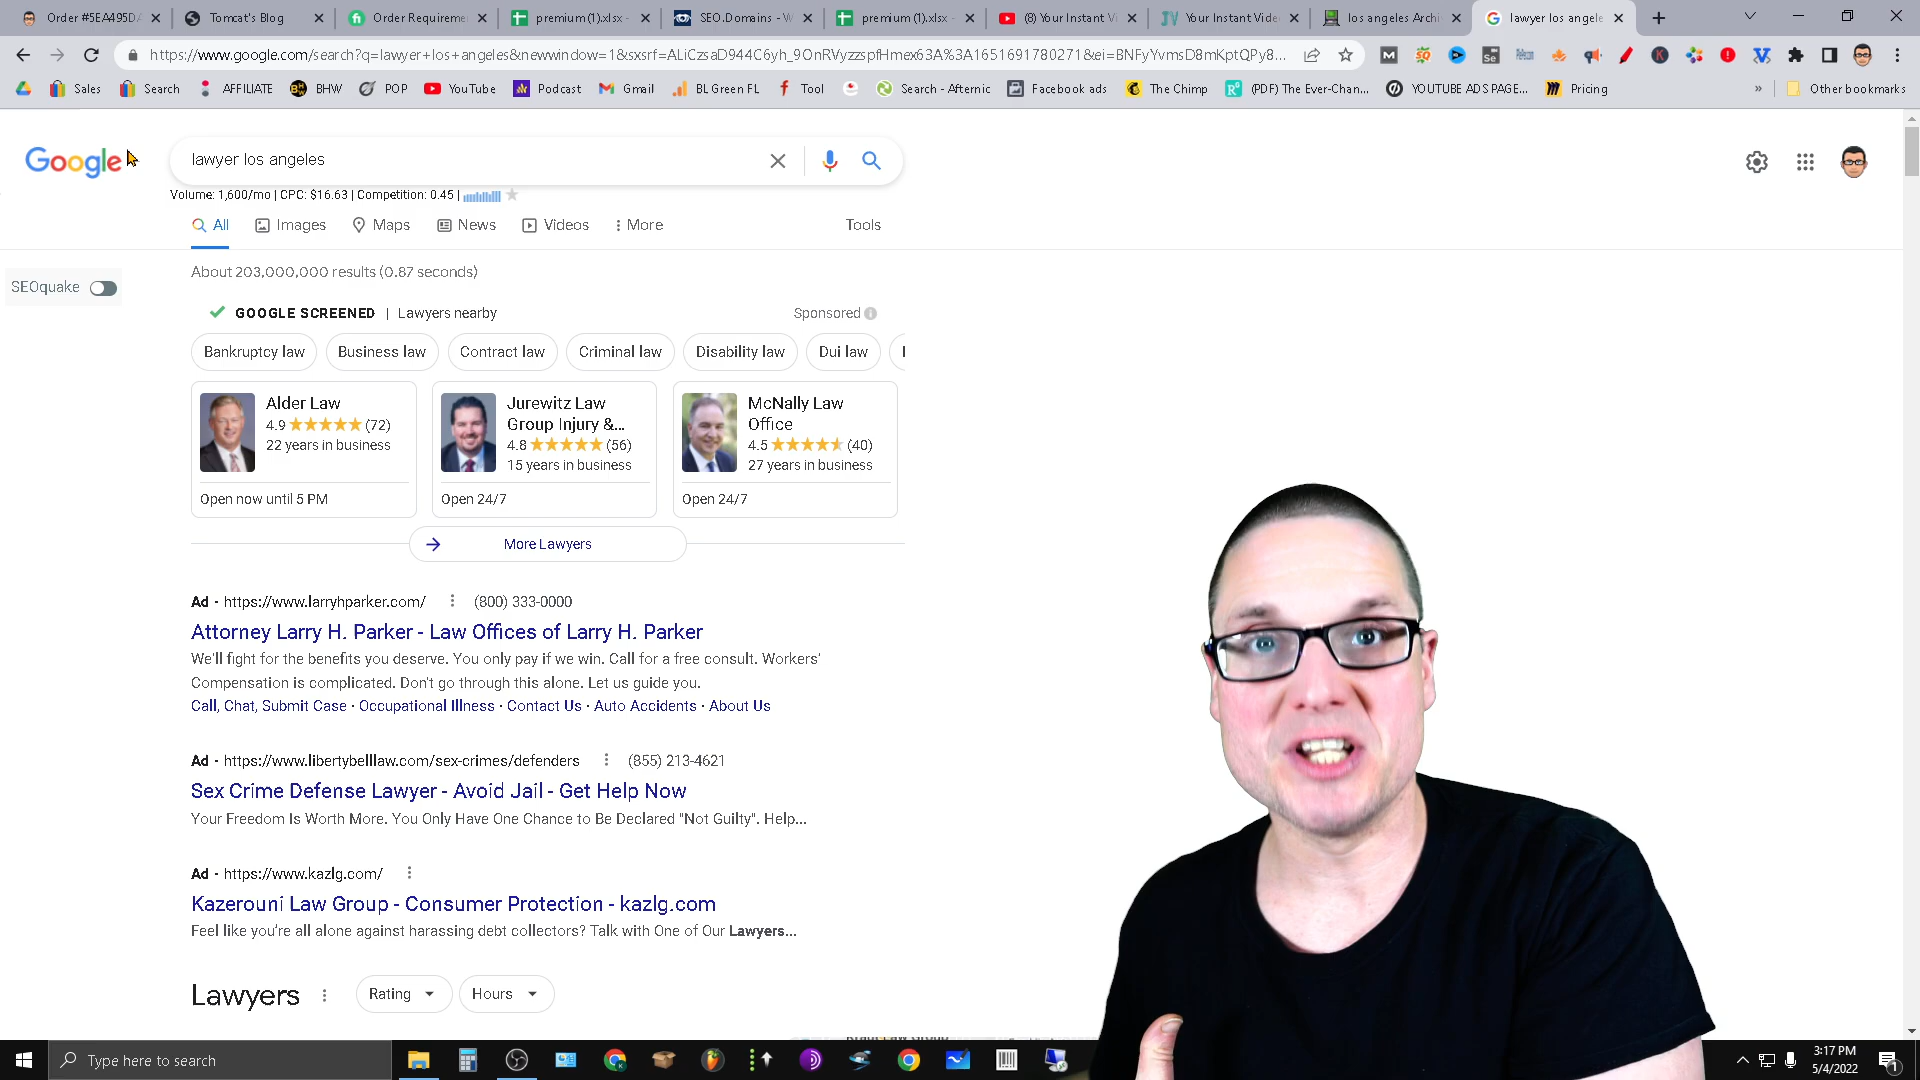 Order #5EA495DA
Tomcat's Blog
Order Requireme
premium (1).xlsx -
SEO.Domains - W
premium (1).xlsx -
(8) Your Instant Vi
Your Instant Vide
los angeles Archi
lawyer los angele
https://www.google.com/search?q=lawyer+los+angeles&newwindow=1&sxsrf=ALiCzsaD944C6yh_9OnRVyzzspfHmex63A%3A1651691780271&ei=BNFyYvmsD8mKptQPy8...
Sales
Search
AFFILIATE
BHW
POP
YouTube
Podcast
Gmail
BL Green FL
Tool
Search - Afternic
Facebook ads
The Chimp
(PDF) The Ever-Chan...
YOUTUBE ADS PAGE...
Pricing
»
Other bookmarks
Google
lawyer los angeles
Volume: 1,600/mo | CPC: $16.63 | Competition: 0.45 |
All
Images
Maps
News
Videos
More
Tools
About 203,000,000 results (0.87 seconds)
SEOquake
GOOGLE SCREENED | Lawyers nearby
Sponsored
Bankruptcy law
Business law
Contract law
Criminal law
Disability law
Dui law
Alder Law
4.9 (72)
22 years in business
Open now until 5 PM
Jurewitz Law
Group Injury &...
4.8 (56)
15 years in business
Open 24/7
McNally Law
Office
4.5 (40)
27 years in business
Open 24/7
More Lawyers
Ad · https://www.larryhparker.com/ (800) 333-0000
Attorney Larry H. Parker - Law Offices of Larry H. Parker
We'll fight for the benefits you deserve. You only pay if we win. Call for a free consult. Workers'
Compensation is complicated. Don't go through this alone. Let us guide you.
Call, Chat, Submit Case · Occupational Illness · Contact Us · Auto Accidents · About Us
Ad · https://www.libertybelllaw.com/sex-crimes/defenders (855) 213-4621
Sex Crime Defense Lawyer - Avoid Jail - Get Help Now
Your Freedom Is Worth More. You Only Have One Chance to Be Declared "Not Guilty". Help...
Ad · https://www.kazlg.com/
Kazerouni Law Group - Consumer Protection - kazlg.com
Feel like you're all alone against harassing debt collectors? Talk with One of Our Lawyers...
Lawyers
Rating
Hours
Type here to search
3:17 PM
5/4/2022
1